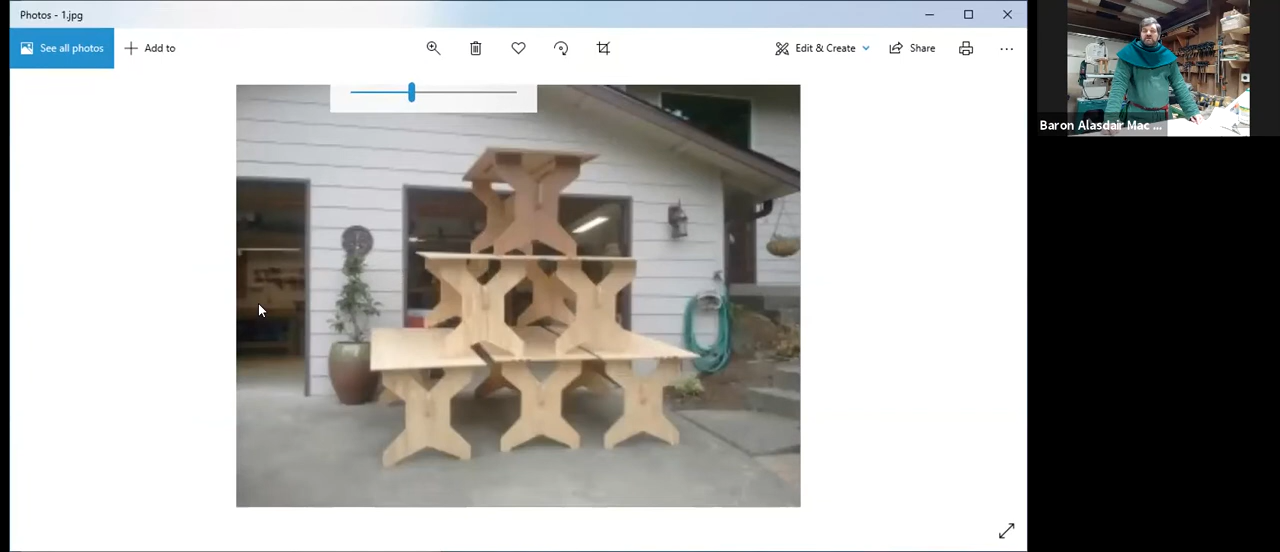 Photos - 1.jpg
See all photos
Add to
Edit & Create
Share
Baron Alasdair Mac ...